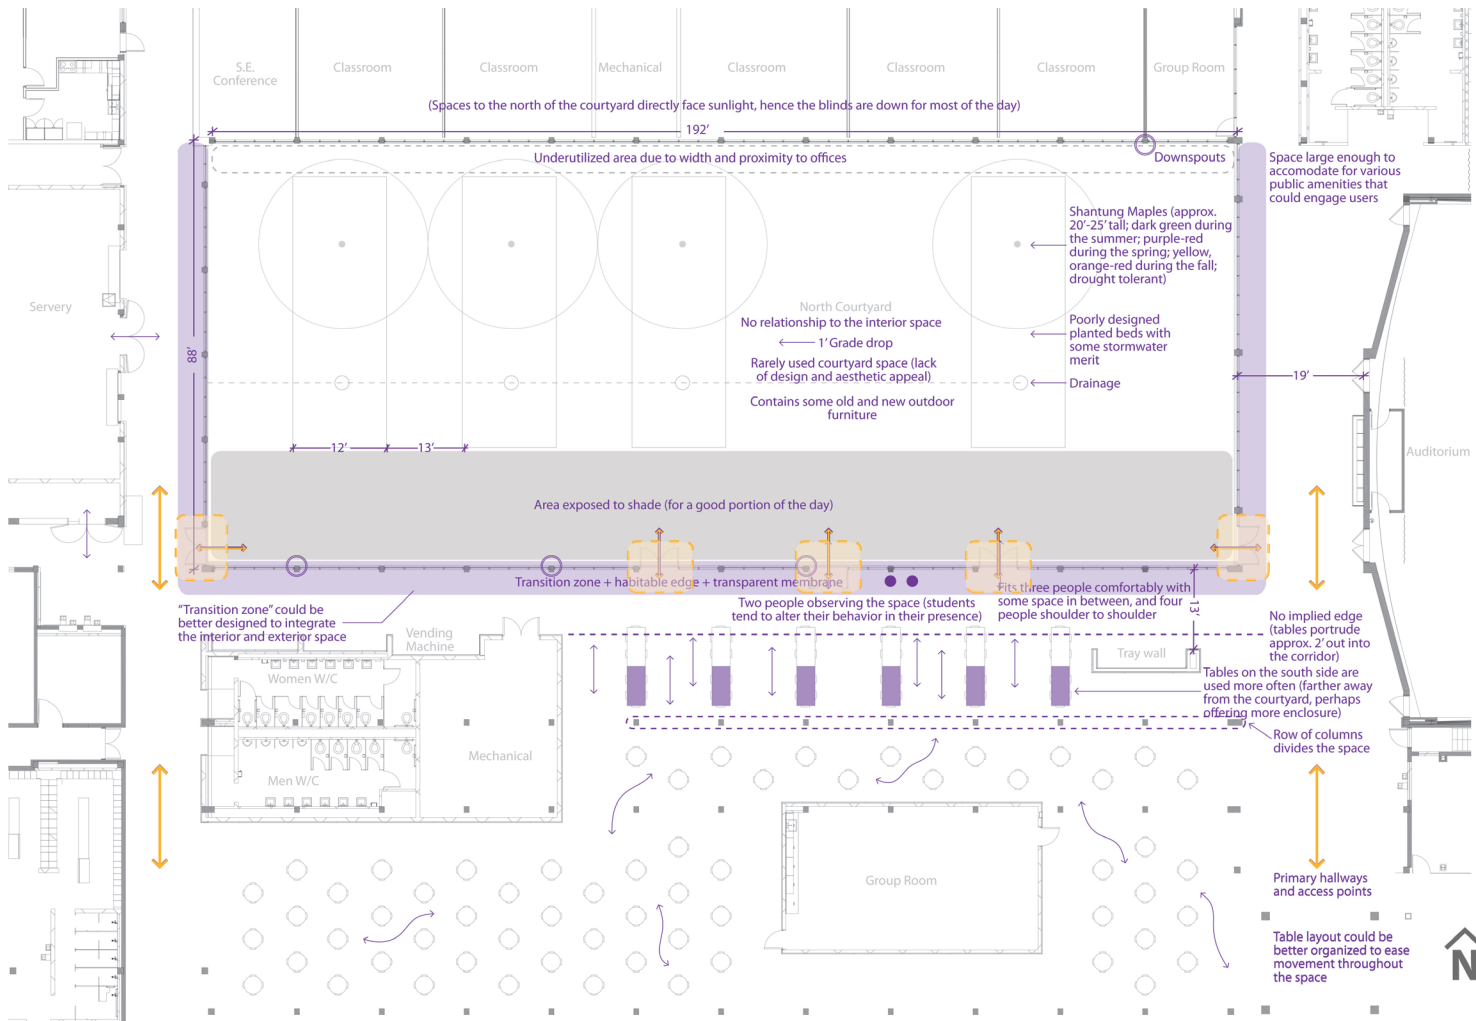 S.E.
Conference
Classroom
Classroom
Mechanical
Classroom
Classroom
Classroom
Group Room
(Spaces to the north of the courtyard directly face sunlight, hence the blinds are down for most of the day)
192’
Underutilized area due to width and proximity to offices
Downspouts
Space large enough to
accomodate for various
public amenities that
could engage users
Shantung Maples (approx.
20’-25’ tall; dark green during
the summer; purple-red
during the spring; yellow,
orange-red during the fall;
drought tolerant)
Servery
North Courtyard
No relationship to the interior space
1’ Grade drop
Rarely used courtyard space (lack
of design and aesthetic appeal)
Contains some old and new outdoor
furniture
Poorly designed
planted beds with
some stormwater
merit
Drainage
88’
19’
12’
13’
Auditorium
Area exposed to shade (for a good portion of the day)
Transition zone + habitable edge + transparent membrane
"Transition zone" could be
better designed to integrate
the interior and exterior space
Two people observing the space (students
tend to alter their behavior in their presence)
Fits three people comfortably with
some space in between, and four
people shoulder to shoulder
13’
No implied edge
(tables portrude
approx. 2’ out into
the corridor)
Vending
Machine
Tray wall
Women W/C
Tables on the south side are
used more often (farther away
from the courtyard, perhaps
offering more enclosure)
Row of columns
divides the space
Mechanical
Men W/C
Group Room
Primary hallways
and access points
Table layout could be
better organized to ease
movement throughout
the space
N